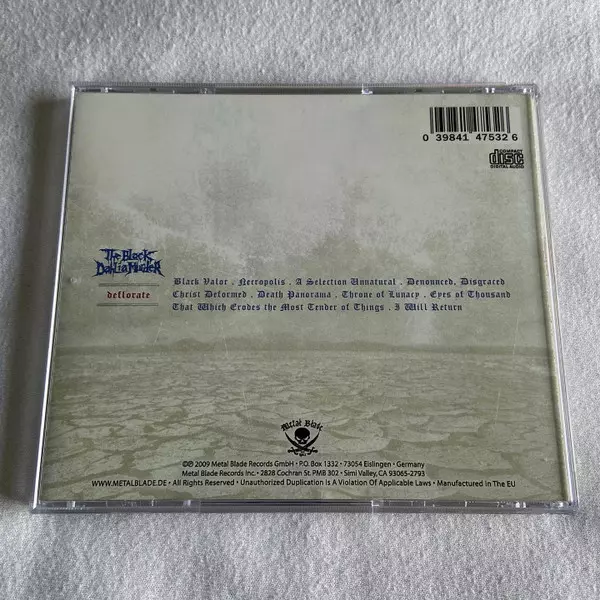 0 39841 47532 6
COMPACT
disc
DIGITAL AUDIO
The Black
Dahlia Murder
deflorate
Black Valor . Necropolis . A Selection Unnatural . Denounced, Disgraced
Christ Deformed . Death Panorama . Throne of Lunacy . Eyes of Thousand
That Which Erodes the Most Tender of Things . I Will Return
Metal Blade
©℗ 2009 Metal Blade Records GmbH • P.O. Box 1332 • 73054 Eislingen • Germany
Metal Blade Records Inc. • 2828 Cochran St. PMB 302 • Simi Valley, CA 93065-2793
WWW.METALBLADE.DE • All Rights Reserved • Unauthorized Duplication is A Violation Of Applicable Laws • Manufactured in The EU